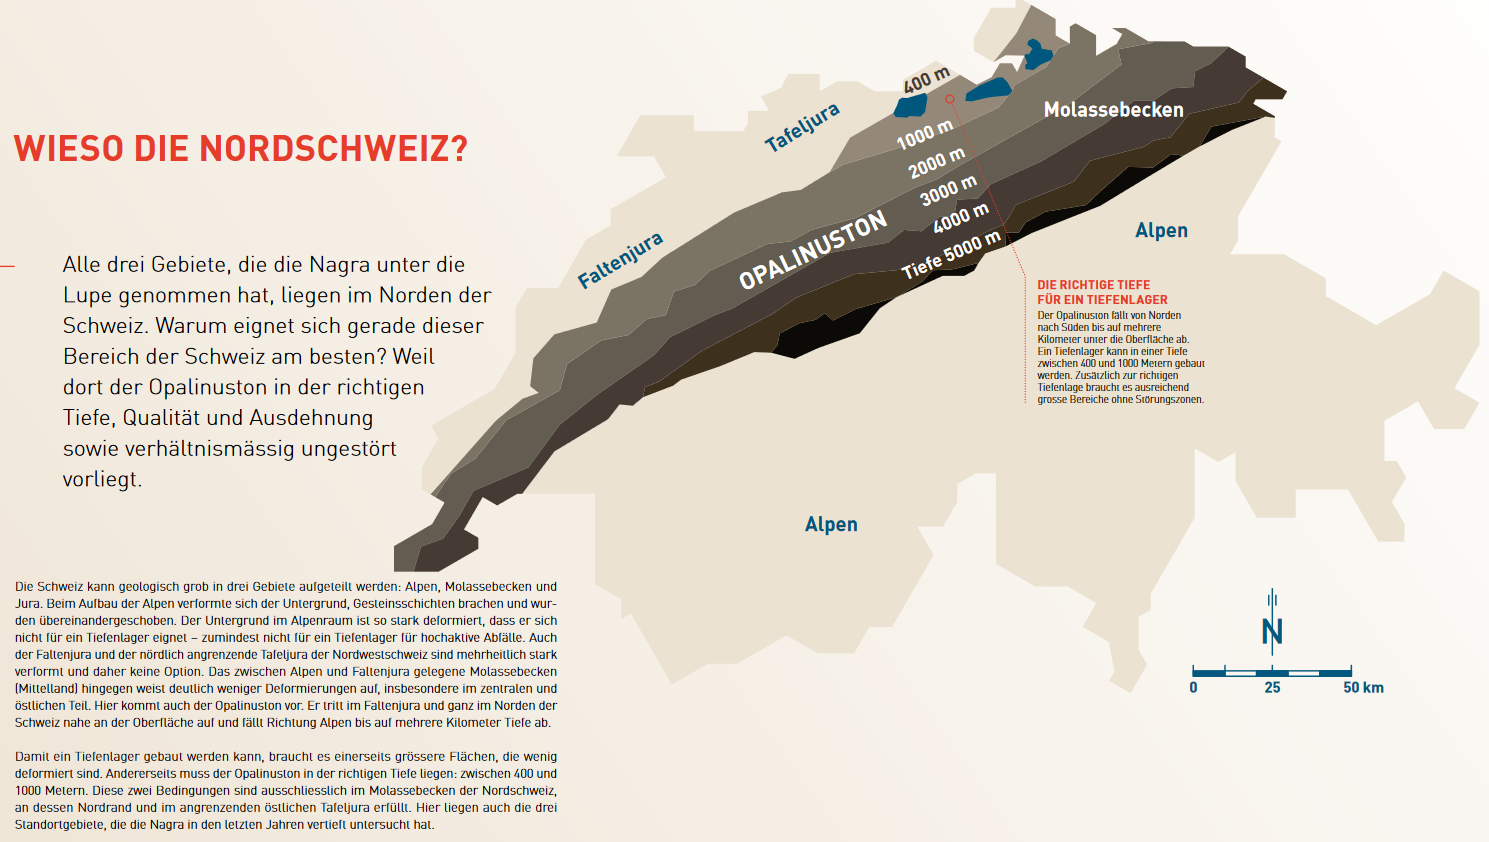 WIESO DIE NORDSCHWEIZ?
Alle drei Gebiete, die die Nagra unter die
Lupe genommen hat, liegen im Norden der
Schweiz. Warum eignet sich gerade dieser
Bereich der Schweiz am besten? Weil
dort der Opalinuston in der richtigen
Tiefe, Qualität und Ausdehnung
sowie verhältnismässig ungestört
vorliegt.
Die Schweiz kann geologisch grob in drei Gebiete aufgeteilt werden: Alpen, Molassebecken und
Jura. Beim Aufbau der Alpen verformte sich der Untergrund, Gesteinsschichten brachen und wur-
den übereinandergeschoben. Der Untergrund im Alpenraum ist so stark deformiert, dass er sich
nicht für ein Tiefenlager eignet – zumindest nicht für ein Tiefenlager für hochaktive Abfälle. Auch
der Faltenjura und der nördlich angrenzende Tafeljura der Nordwestschweiz sind mehrheitlich stark
verformt und daher keine Option. Das zwischen Alpen und Faltenjura gelegene Molassebecken
(Mittelland) hingegen weist deutlich weniger Deformierungen auf, insbesondere im zentralen und
östlichen Teil. Hier kommt auch der Opalinuston vor. Er tritt im Faltenjura und ganz im Norden der
Schweiz nahe an der Oberfläche auf und fällt Richtung Alpen bis auf mehrere Kilometer Tiefe ab.
Damit ein Tiefenlager gebaut werden kann, braucht es einerseits grössere Flächen, die wenig
deformiert sind. Andererseits muss der Opalinuston in der richtigen Tiefe liegen: zwischen 400 und
1000 Metern. Diese zwei Bedingungen sind ausschliesslich im Molassebecken der Nordschweiz,
an dessen Nordrand und im angrenzenden östlichen Tafeljura erfüllt. Hier liegen auch die drei
Standortgebiete, die die Nagra in den letzten Jahren vertieft untersucht hat.
400 m
Tafeljura
Molassebecken
1000 m
2000 m
3000 m
4000 m
Tiefe 5000 m
OPALINUSTON
Faltenjura
Alpen
DIE RICHTIGE TIEFE
FÜR EIN TIEFENLAGER
Der Opalinuston fällt von Norden
nach Süden bis auf mehrere
Kilometer unter die Oberfläche ab.
Ein Tiefenlager kann in einer Tiefe
zwischen 400 und 1000 Metern gebaut
werden. Zusätzlich zur richtigen
Tiefenlage braucht es ausreichend
grosse Bereiche ohne Störungszonen.
Alpen
N
0 25 50 km